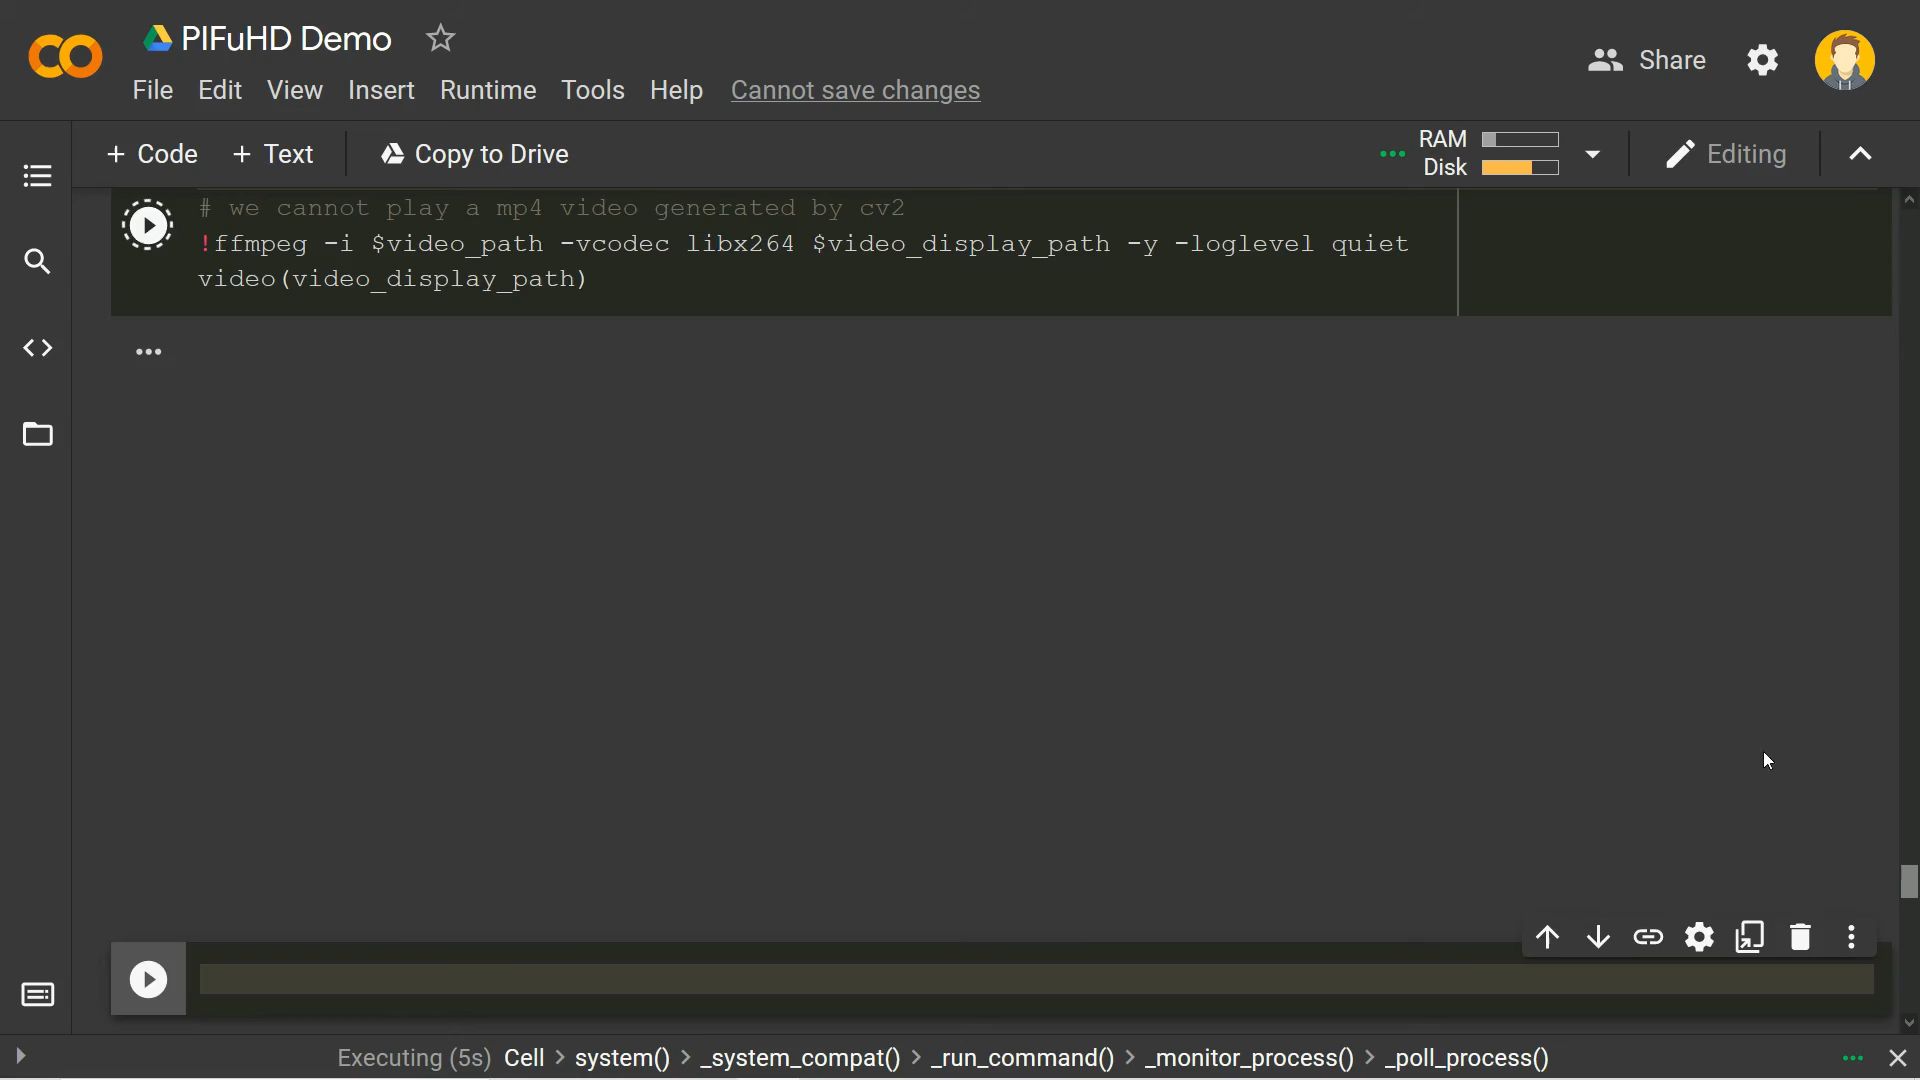 PIFuHD Demo
File Edit View Insert Runtime Tools Help Cannot save changes
Share
+ Code + Text Copy to Drive
RAM
Disk
Editing
# we cannot play a mp4 video generated by cv2
!ffmpeg -i $video_path -vcodec libx264 $video_display_path -y -loglevel quiet
video(video_display_path)
Executing (5s) Cell > system() > _system_compat() > _run_command() > _monitor_process() > _poll_process()